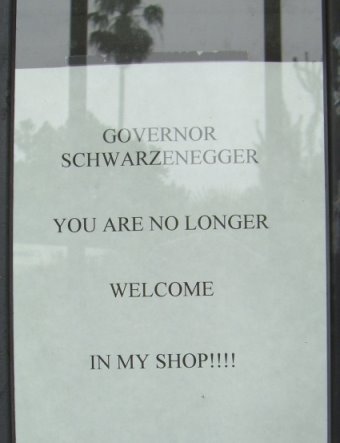 GOVERNOR
SCHWARZENEGGER
YOU ARE NO LONGER
WELCOME
IN MY SHOP!!!!